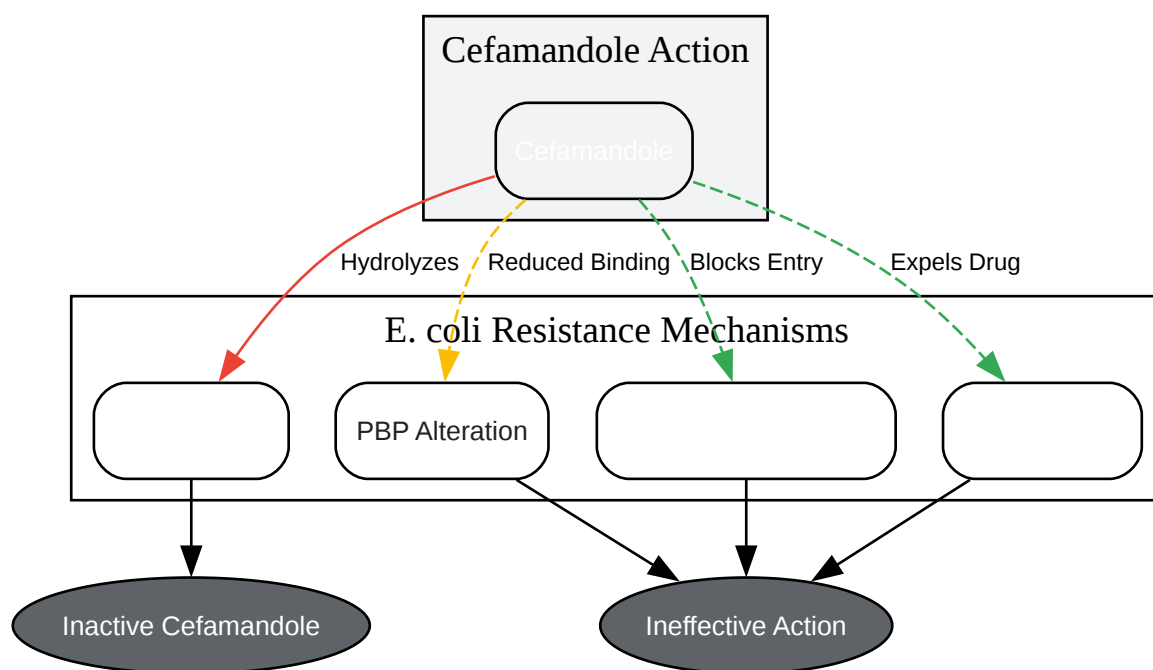 Cefamandole Action
Cefamandole
Hydrolyzes
Reduced Binding
Blocks Entry
Expels Drug
E. coli Resistance Mechanisms
PBP Alteration
Inactive Cefamandole
Ineffective Action